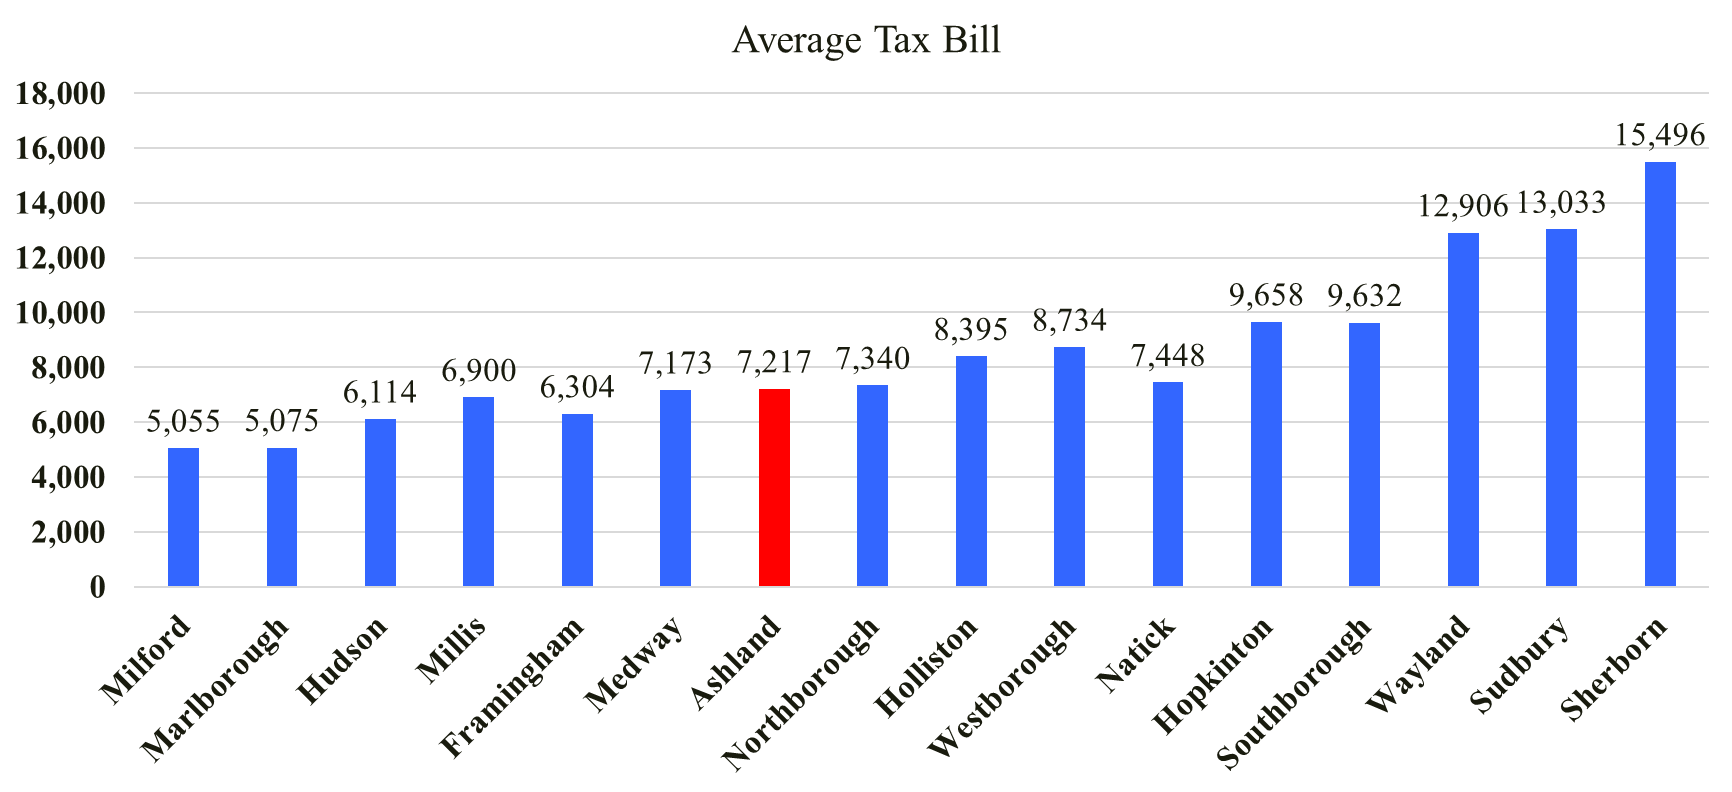 Average Tax Bill
18,000
16,000
14,000
12,000
10,000
8,000
6,000
4,000
2,000
0
5,055
5,075
6,114
6,900
6,304
7,173
7,217
7,340
8,395
8,734
7,448
9,658
9,632
12,906
13,033
15,496
Milford
Marlborough
Hudson
Millis
Framingham
Medway
Ashland
Northborough
Holliston
Westborough
Natick
Hopkinton
Southborough
Wayland
Sudbury
Sherborn